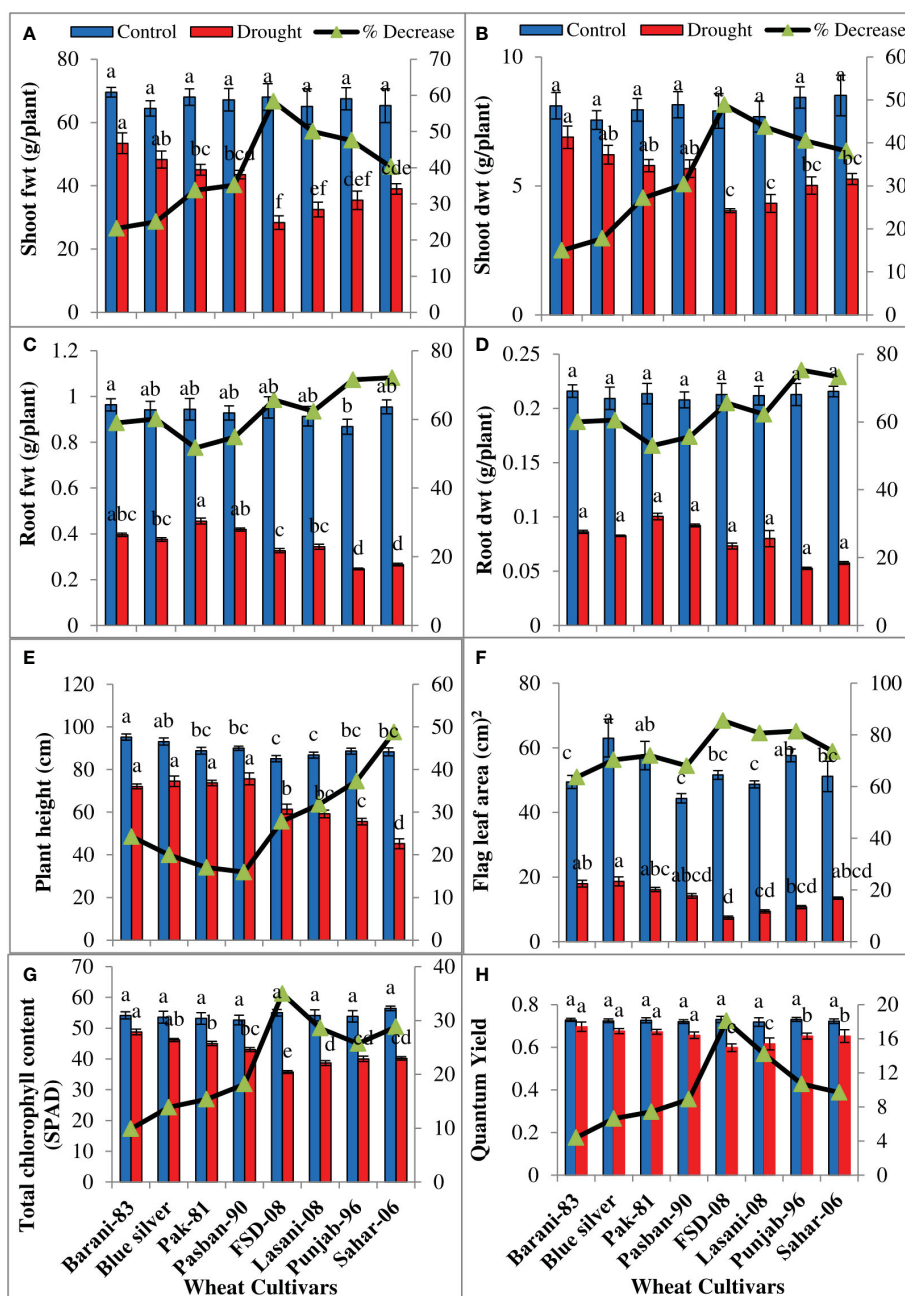 A Control Drought % Decrease
B Control Drought % Decrease
80 70
60
60 50
40
40
30
20 20
10
0 0
Shoot fwt (g/plant)
a a a a a a a a
a ab bc bcd f ef def cde
10 60
50
40
5 30
20
10
0 0
Shoot dwt (g/plant)
a a a a a a a a
a ab ab ab c c bc bc
C
1.2 80
1
0.8 60
0.6 40
0.4
20
0.2
0 0
Root fwt (g/plant)
a ab ab ab ab ab b ab
abc bc a ab c bc d d
D
0.25 80
0.2 60
0.15
40
0.1
0.05 20
0 0
Root dwt (g/plant)
a a a a a a a a
a a a a a a a a
E
120 60
100 50
80 40
60 30
40 20
20 10
0 0
Plant height (cm)
a ab bc bc c c bc bc
a a a a b bc c d
F
80 100
60 80
60
40
40
20 20
0 0
Flag leaf area (cm)²
c a ab c bc c ab bc
ab a abc abcd d cd bcd abcd
G
70 40
60
50 30
40
20
30
20 10
10
0 0
Total chlorophyll content
(SPAD)
a a a a a a a a
a ab bc bc e d cd cd
Barani-83
Blue silver
Pak-81
Pasban-90
FSD-08
Lasani-08
Punjab-96
Sahar-06
Wheat Cultivars
H
0.8 20
16
0.6
12
0.4
8
0.2 4
0 0
Quantum Yield
a a a a a a a a
a a a a c c b b
Barani-83
Blue silver
Pak-81
Pasban-90
FSD-08
Lasani-08
Punjab-96
Sahar-06
Wheat Cultivars